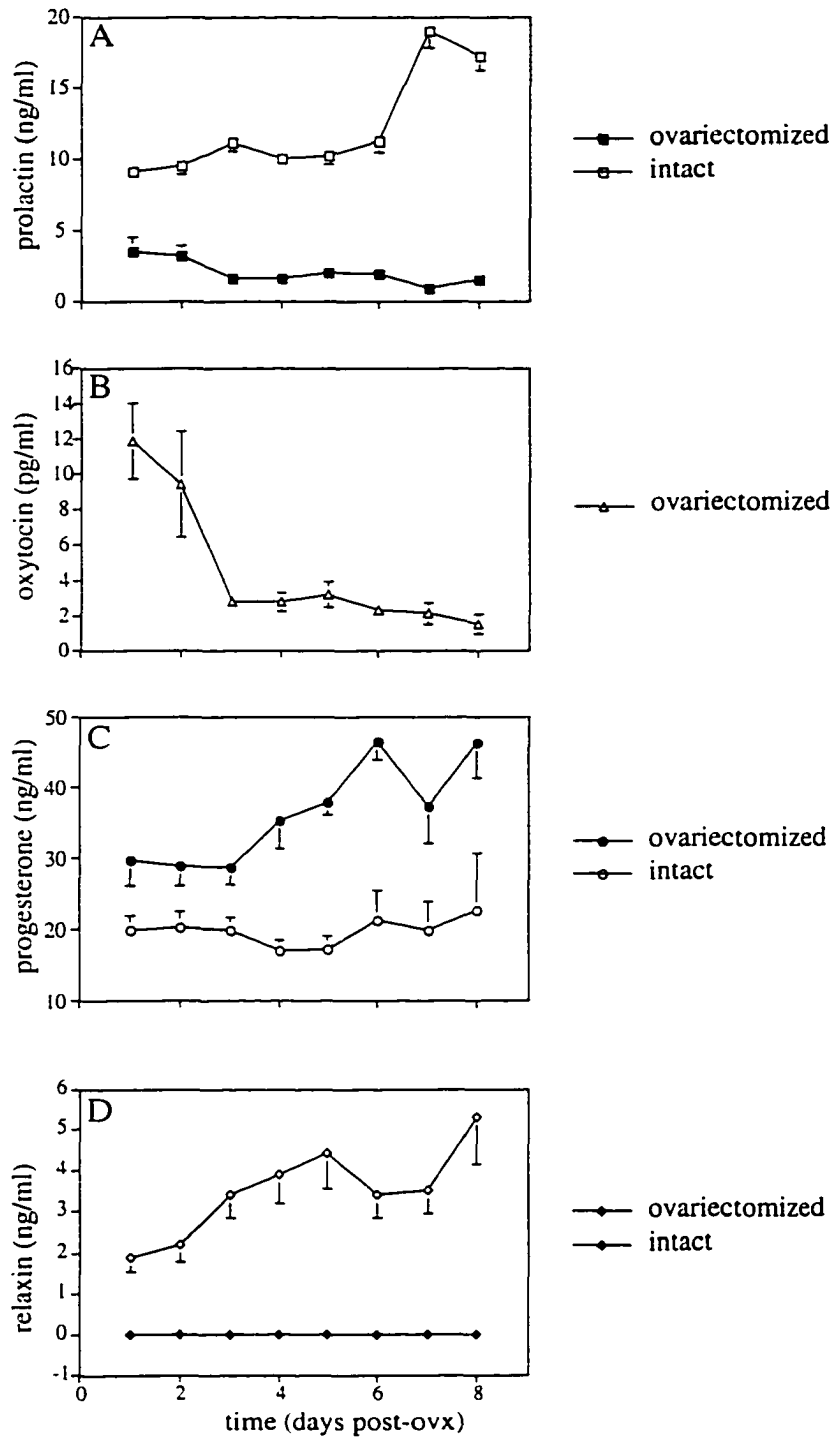 A
20
15
10
5
0
prolactin (ng/ml)
ovariectomized
intact
B
16
14
12
10
8
6
4
2
0
oxytocin (pg/ml)
ovariectomized
C
50
40
30
20
10
progesterone (ng/ml)
ovariectomized
intact
D
6
5
4
3
2
1
0
-1
relaxin (ng/ml)
ovariectomized
intact
0 2 4 6 8
time (days post-ovx)